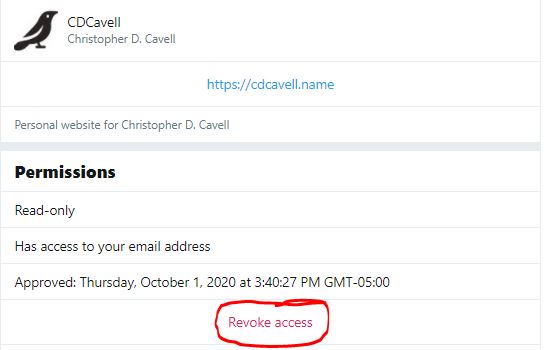 CDCavell
Christopher D. Cavell
https://cdcavell.name
Personal website for Christopher D. Cavell
Permissions
Read-only
Has access to your email address
Approved: Thursday, October 1, 2020 at 3:40:27 PM GMT-05:00
Revoke access